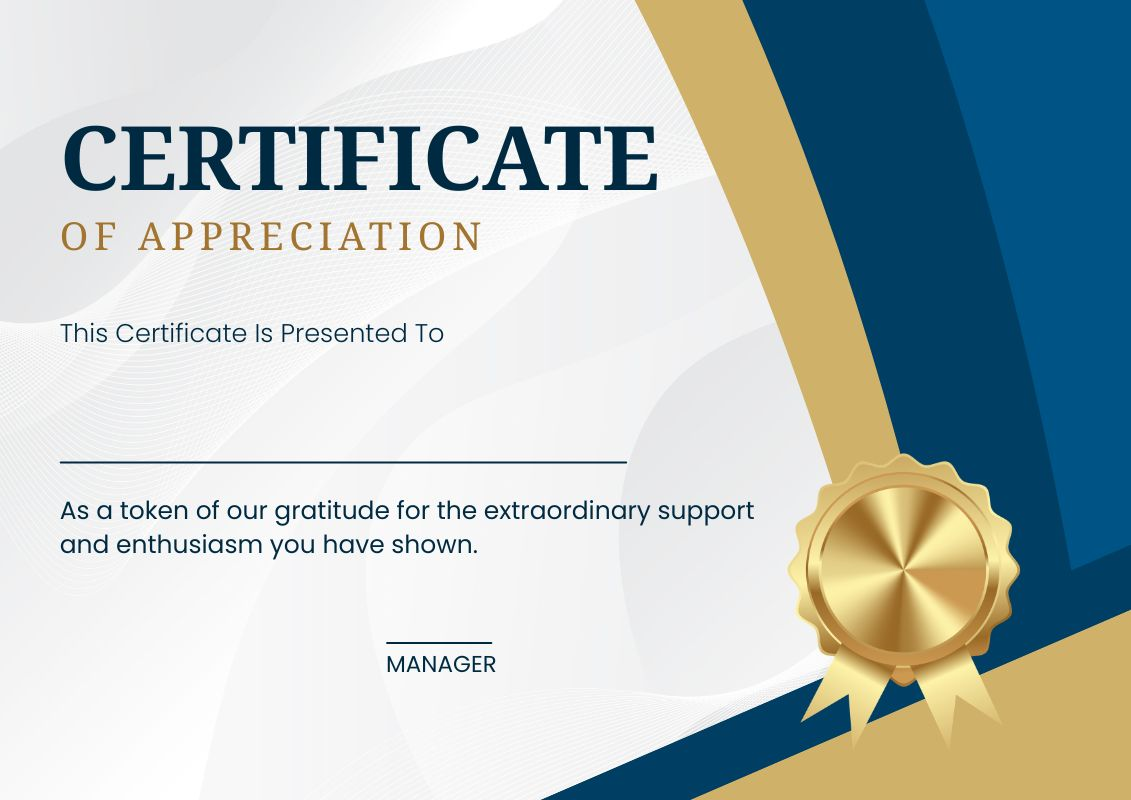 CERTIFICATE
OF APPRECIATION
This Certificate Is Presented To
As a token of our gratitude for the extraordinary support
and enthusiasm you have shown.
MANAGER